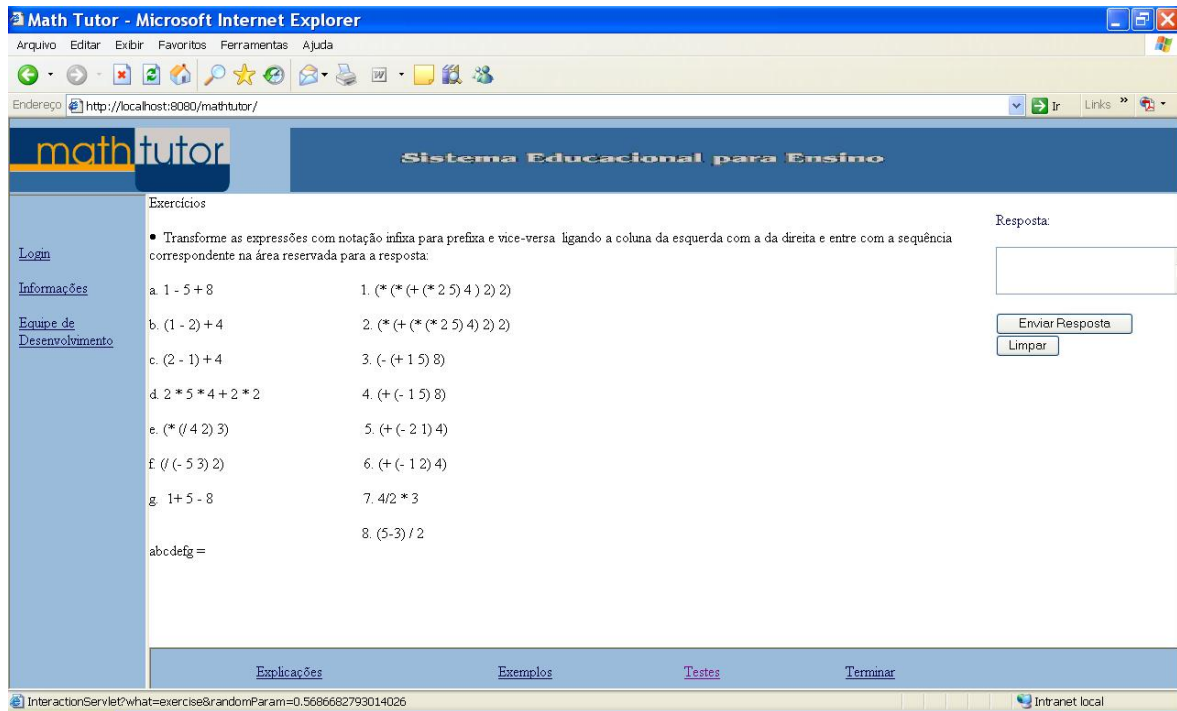 Math Tutor - Microsoft Internet Explorer
Arquivo Editar Exibir Favoritos Ferramentas Ajuda
Endereço http://localhost:8080/mathtutor/ Ir Links »
math tutor
Sistema Educacional para Ensino
Login
Informações
Equipe de
Desenvolvimento
Exercícios
• Transforme as expressões com notação infixa para prefixa e vice-versa ligando a coluna da esquerda com a da direita e entre com a sequência
correspondente na área reservada para a resposta:
a. 1 - 5 + 8 1. (* (* (+ (* 2 5) 4 ) 2) 2)
b. (1 - 2) + 4 2. (* (+ (* (* 2 5) 4) 2) 2)
c. (2 - 1) + 4 3. (- (+ 1 5) 8)
d. 2 * 5 * 4 + 2 * 2 4. (+ (- 1 5) 8)
e. (* (/ 4 2) 3) 5. (+ (- 2 1) 4)
f. (/ (- 5 3) 2) 6. (+ (- 1 2) 4)
g. 1+ 5 - 8 7. 4/2 * 3
8. (5-3) / 2
abcdefg =
Resposta:
Enviar Resposta
Limpar
Explicações Exemplos Testes Terminar
InteractionServlet?what=exercise&randomParam=0.5686682793014026 Intranet local